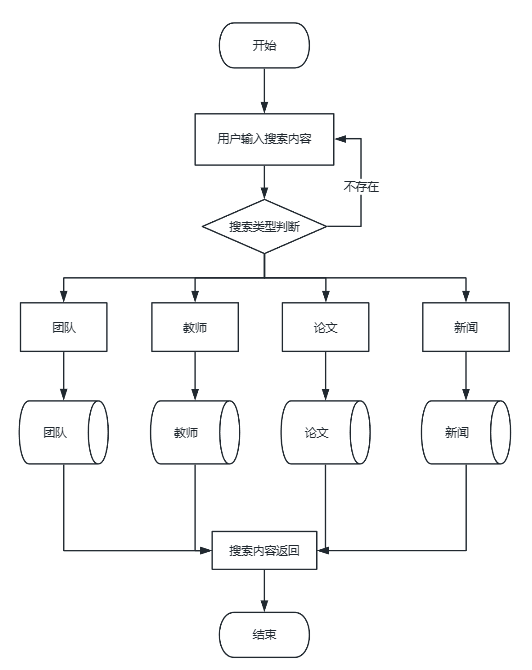 开始
用户输入搜索内容
不存在
搜索类型判断
团队
教师
论文
新闻
团队
教师
论文
新闻
搜索内容返回
结束